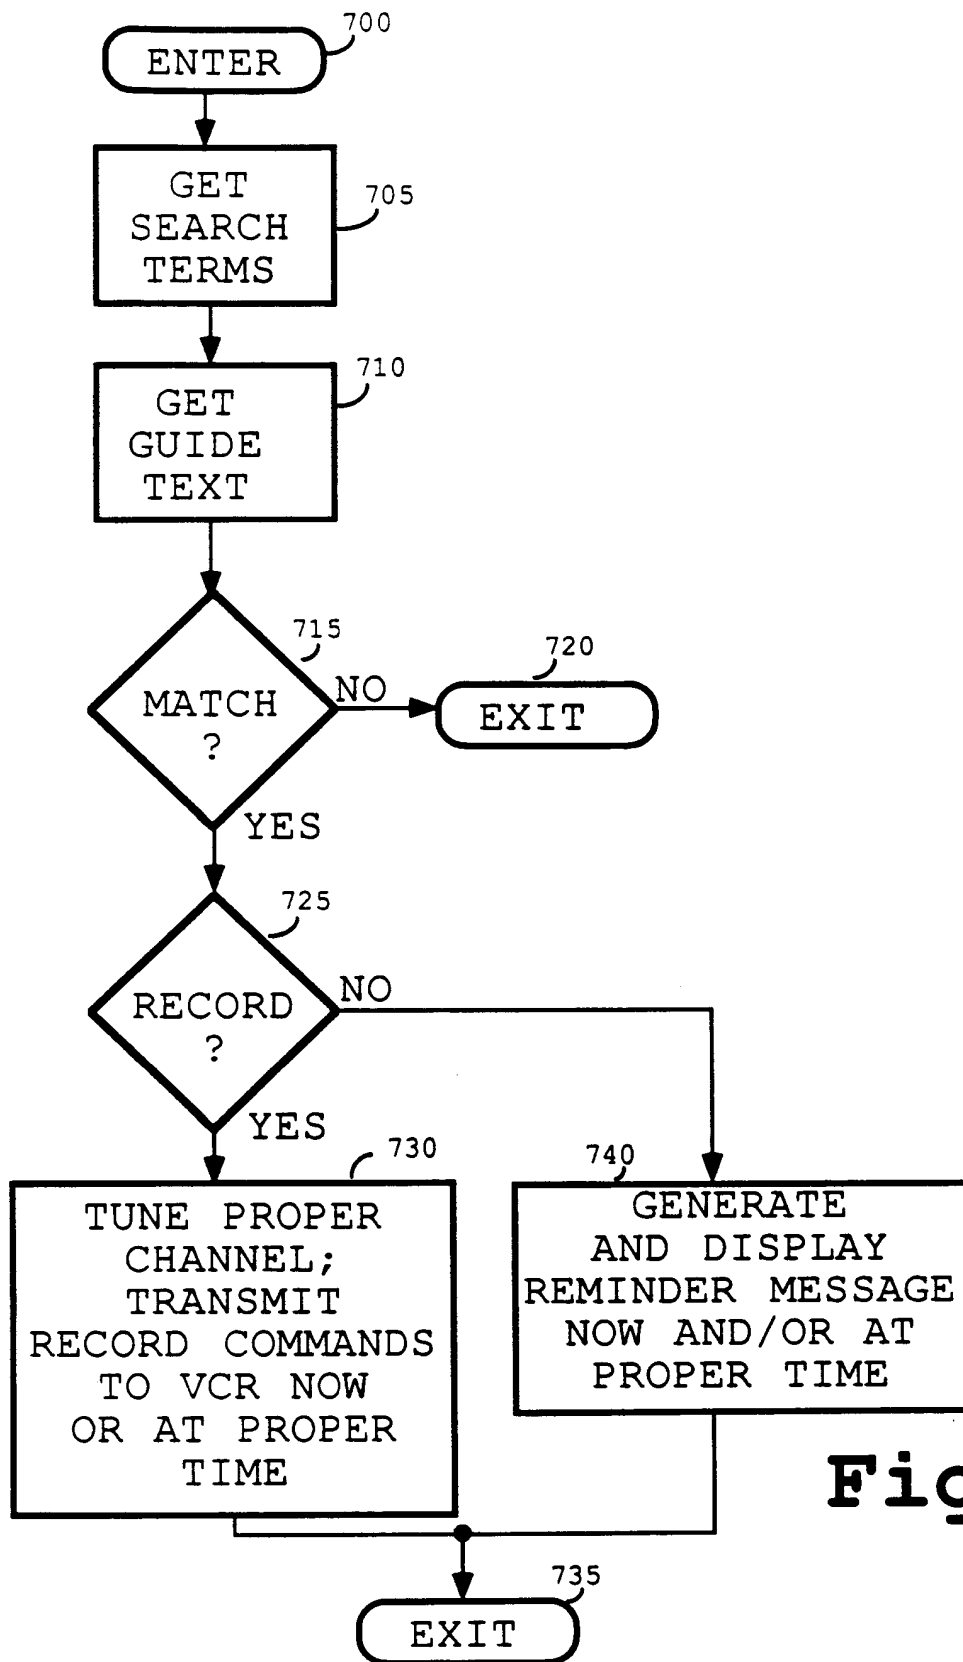 700
ENTER
GET
SEARCH
TERMS
705
GET
GUIDE
TEXT
710
MATCH
?
715
NO
720
EXIT
YES
725
RECORD
?
NO
YES
730
TUNE PROPER
CHANNEL;
TRANSMIT
RECORD COMMANDS
TO VCR NOW
OR AT PROPER
TIME
740
GENERATE
AND DISPLAY
REMINDER MESSAGE
NOW AND/OR AT
PROPER TIME
Fig
735
EXIT